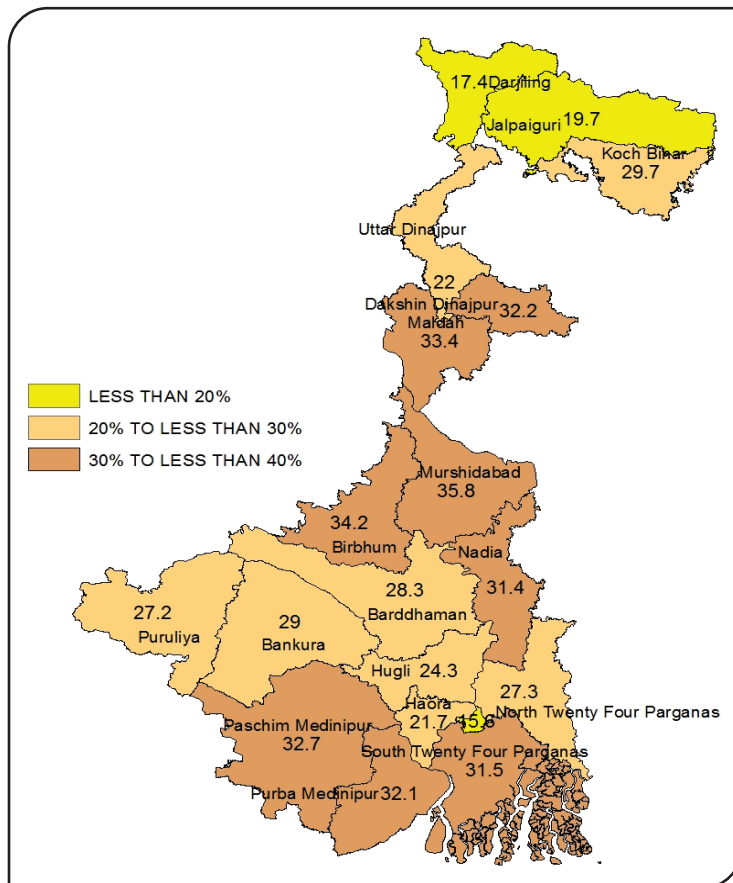 17.4 Darjiling
Jalpaiguri 19.7
Koch Bihar
29.7
Uttar Dinajpur
22
Dakshin Dinajpur 32.2
Maldah
33.4
LESS THAN 20%
20% TO LESS THAN 30%
30% TO LESS THAN 40%
Murshidabad
35.8
34.2
Birbhum
Nadia
31.4
28.3
Barddhaman
27.2
Puruliya
29
Bankura
Hugli 24.3
27.3
North Twenty Four Parganas
Haora
21.7 15.6
Paschim Medinipur
32.7
South Twenty Four Parganas
31.5
Purba Medinipur 32.1